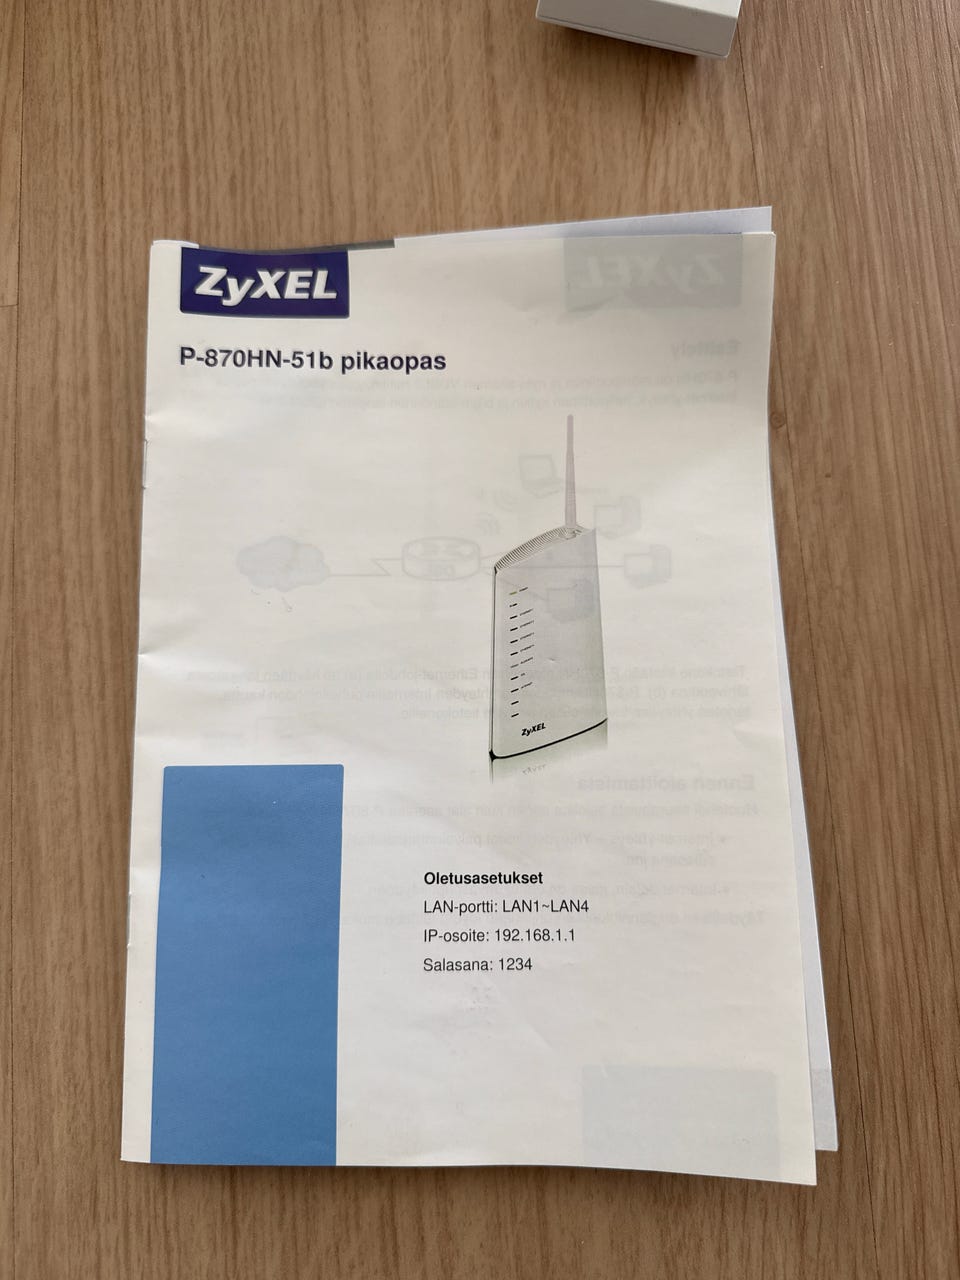 ZyXEL
P-870HN-51b pikaopas
ZyXEL
Oletusasetukset
LAN-portti: LAN1~LAN4
IP-osoite: 192.168.1.1
Salasana: 1234